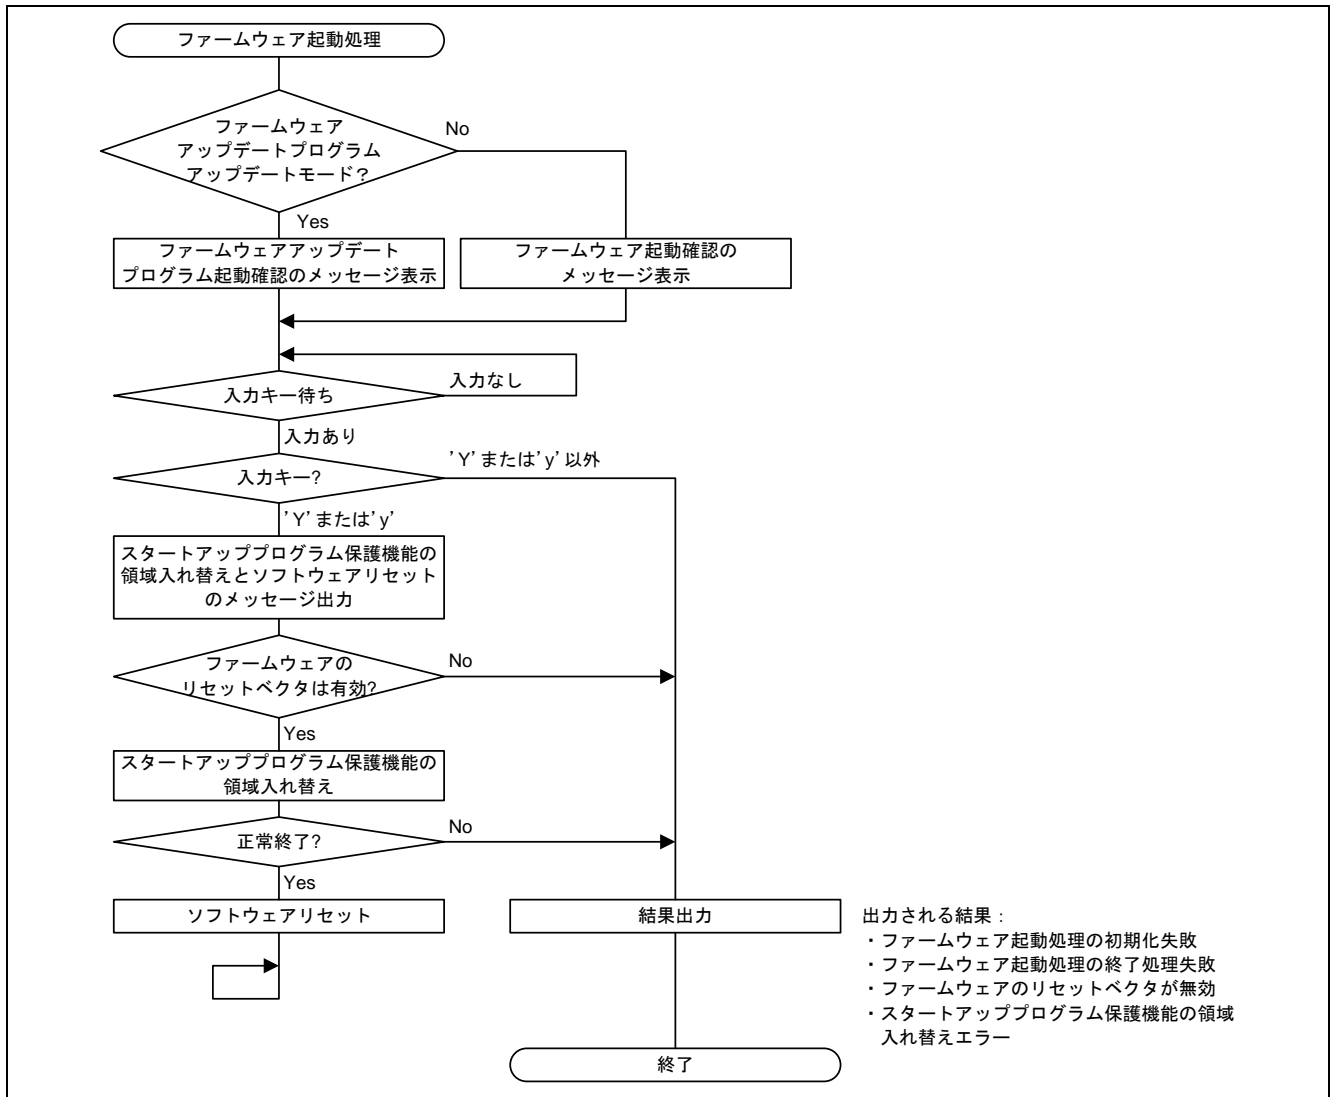 ファームウェア起動処理
ファームウェア
アップデートプログラム
アップデートモード？
No
Yes
ファームウェアアップデート
プログラム起動確認のメッセージ表示
ファームウェア起動確認の
メッセージ表示
入力キー待ち
入力なし
入力あり
入力キー?
’Y’または’y’以外
’Y’または’y’
スタートアッププログラム保護機能の
領域入れ替えとソフトウェアリセット
のメッセージ出力
ファームウェアの
リセットベクタは有効?
No
Yes
スタートアッププログラム保護機能の
領域入れ替え
正常終了?
No
Yes
ソフトウェアリセット
結果出力
出力される結果：
・ファームウェア起動処理の初期化失敗
・ファームウェア起動処理の終了処理失敗
・ファームウェアのリセットベクタが無効
・スタートアッププログラム保護機能の領域
入れ替えエラー
終了